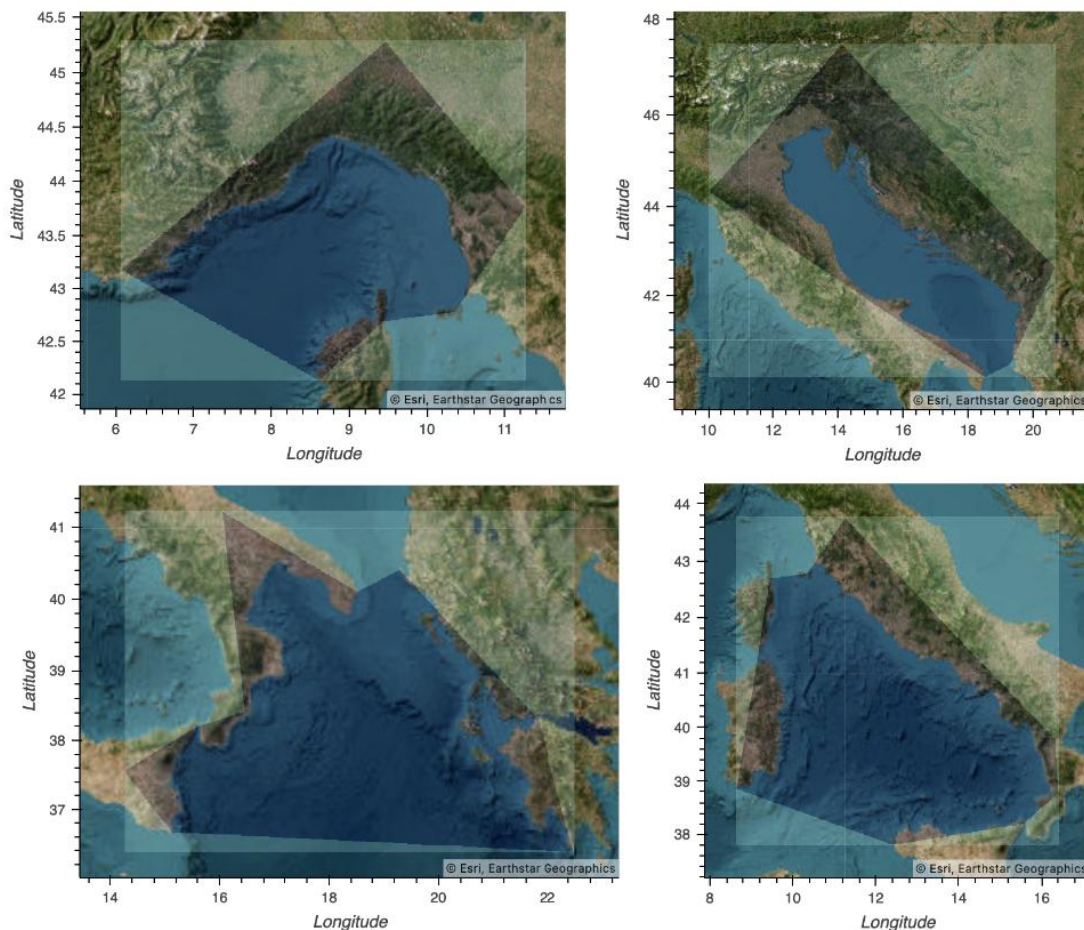 45.5
45
44.5
44
43.5
43
42.5
42
Latitude
© Esri, Earthstar Geographics
6 7 8 9 10 11
Longitude
48
46
44
42
40
Latitude
© Esri, Earthstar Geographics
10 12 14 16 18 20
Longitude
41
40
39
38
37
Latitude
© Esri, Earthstar Geographics
14 16 18 20 22
Longitude
44
43
42
41
40
39
38
Latitude
© Esri, Earthstar Geographics
8 10 12 14 16
Longitude